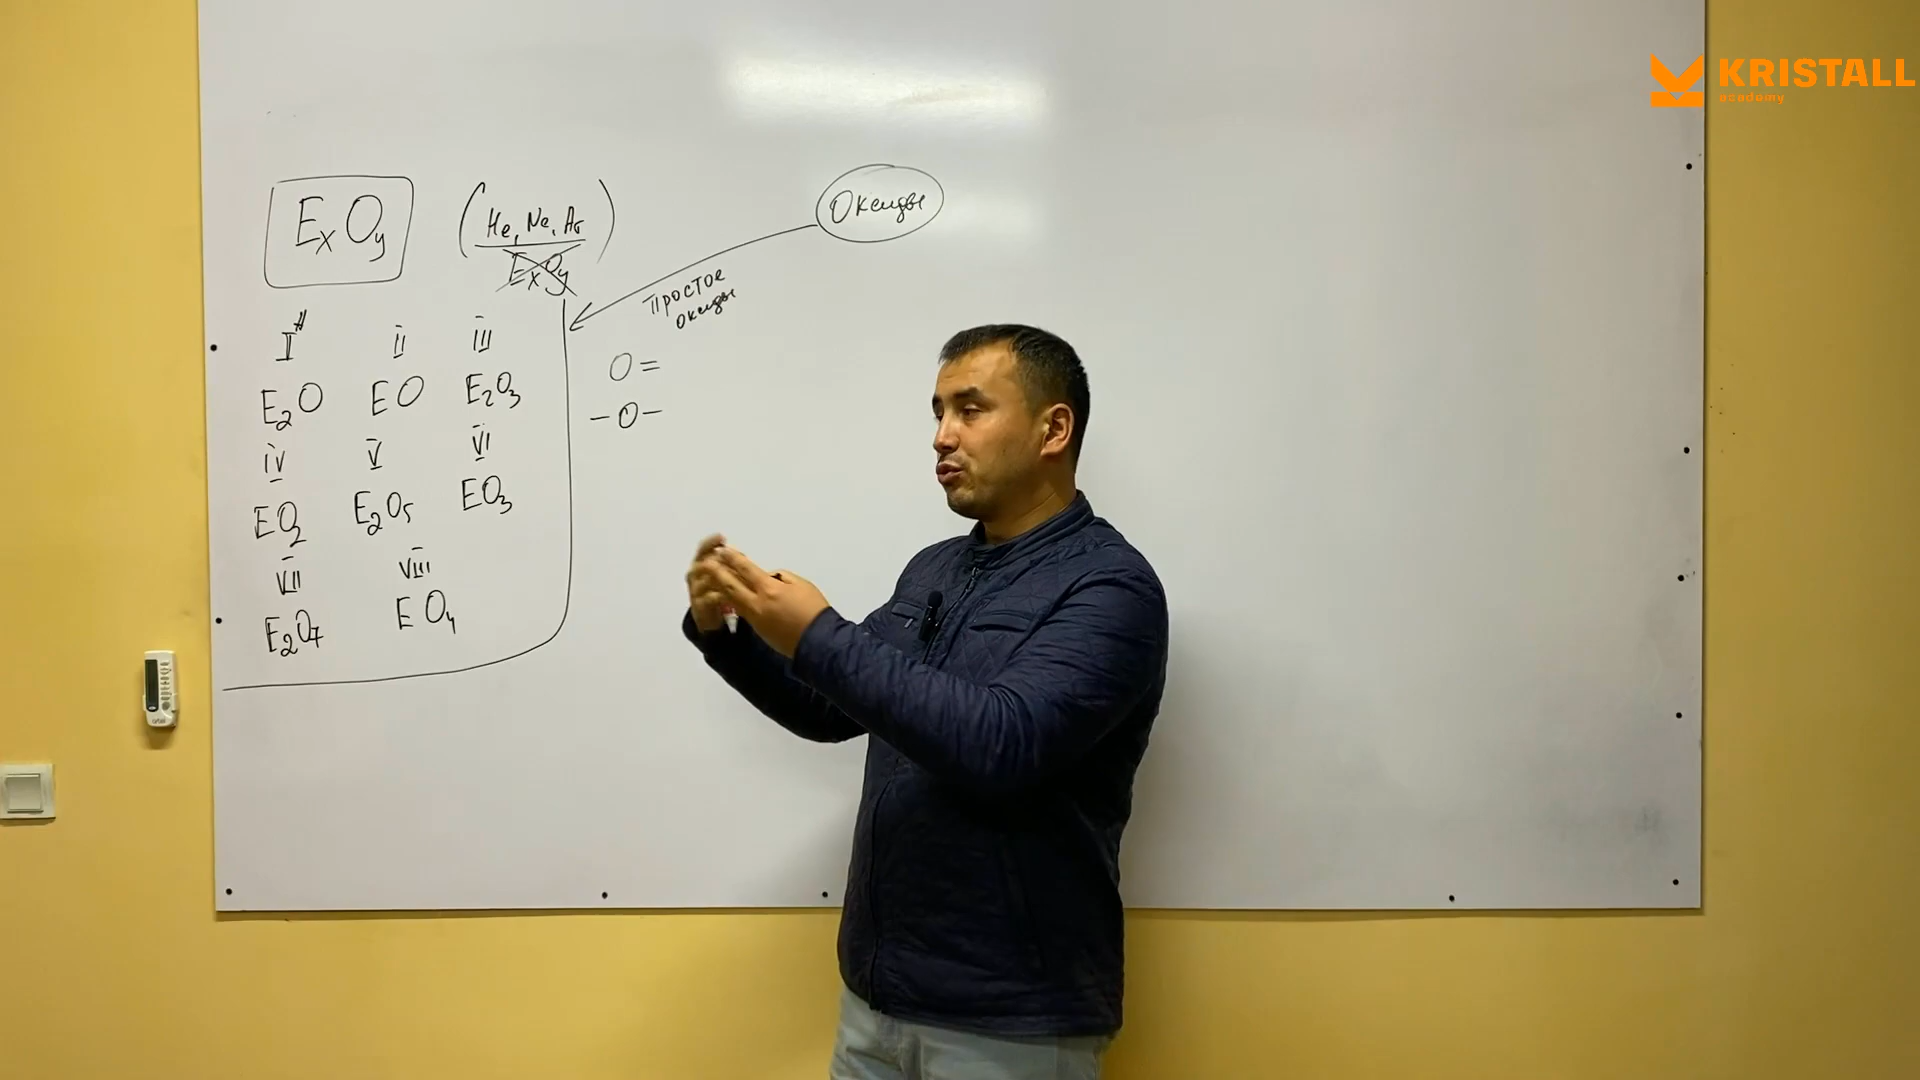 KRISTALL
academy
Оксиды
ExOy
(He, Ne, Ar)
ExOy
Простое
оксиды
I II III
E₂O EO E₂O₃
O=
-O-
IV V VI
EO₂ E₂O₅ EO₃
VII VIII
E₂O₇ EO₄